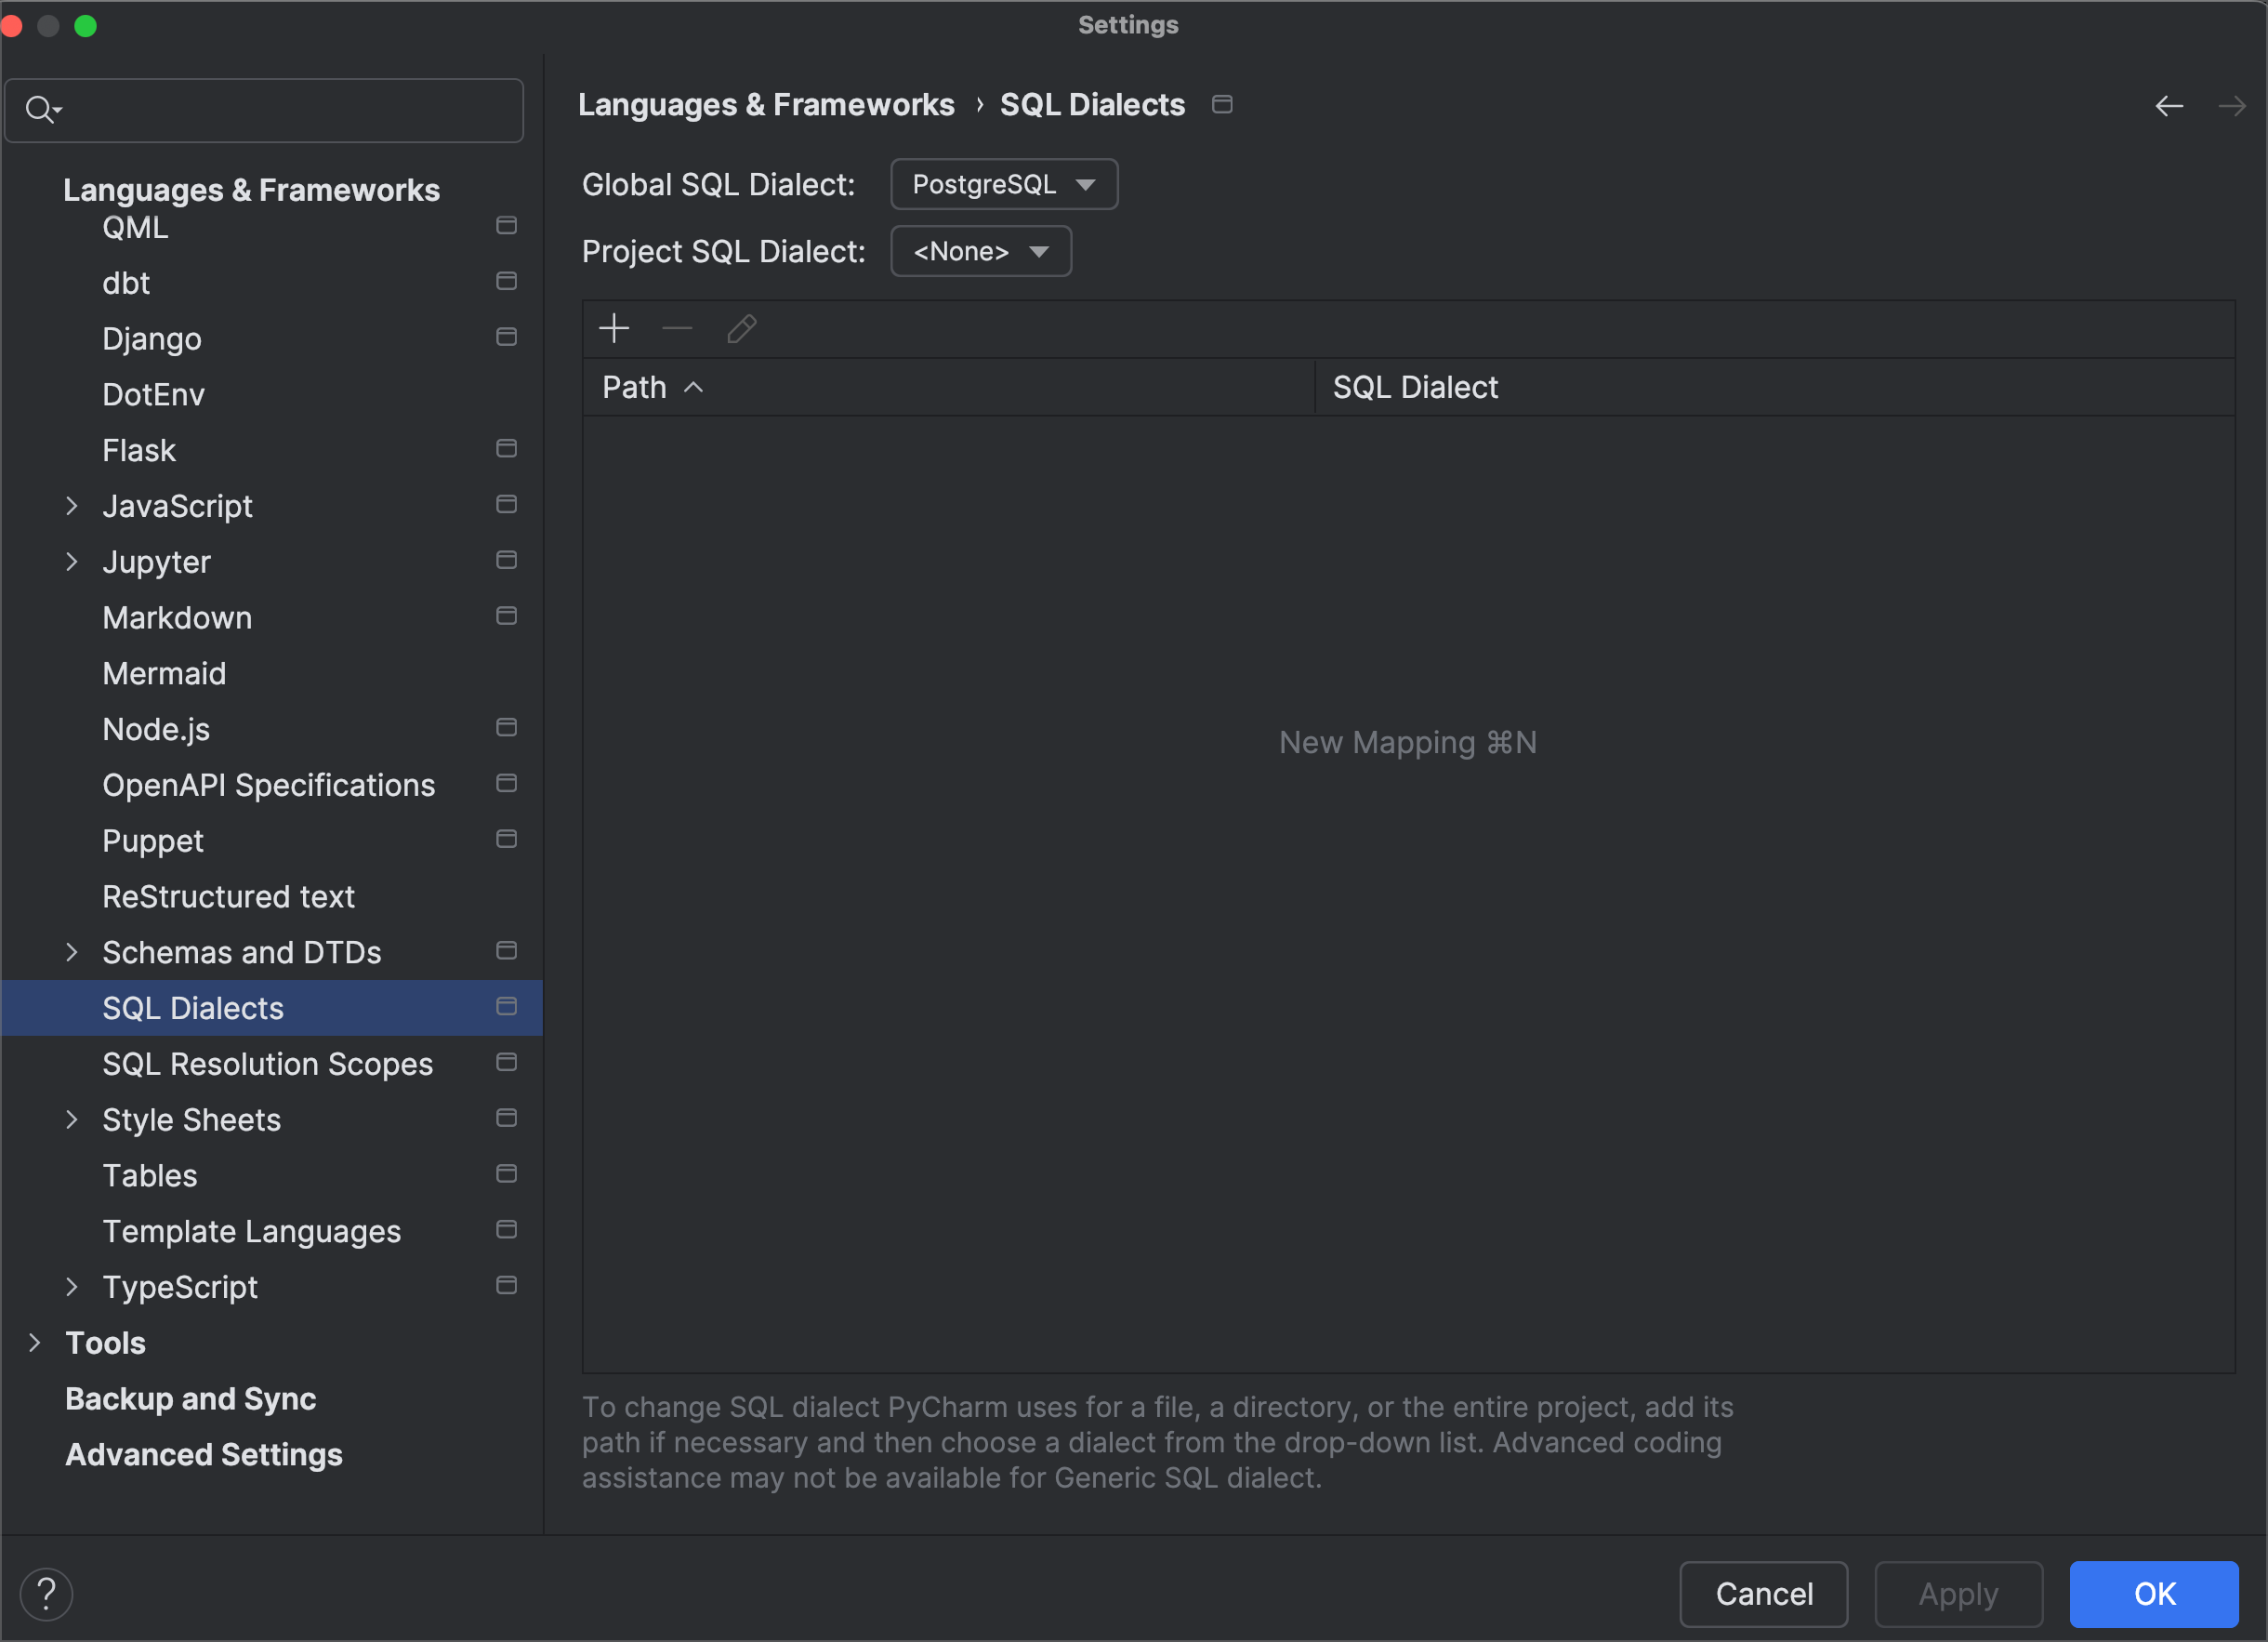 Settings
Languages & Frameworks
QML
dbt
Django
DotEnv
Flask
JavaScript
Jupyter
Markdown
Mermaid
Node.js
OpenAPI Specifications
Puppet
ReStructured text
Schemas and DTDs
SQL Dialects
SQL Resolution Scopes
Style Sheets
Tables
Template Languages
TypeScript
Tools
Backup and Sync
Advanced Settings
Languages & Frameworks › SQL Dialects
Global SQL Dialect: PostgreSQL
Project SQL Dialect: <None>
Path SQL Dialect
New Mapping ⌘N
To change SQL dialect PyCharm uses for a file, a directory, or the entire project, add its
path if necessary and then choose a dialect from the drop-down list. Advanced coding
assistance may not be available for Generic SQL dialect.
? Cancel Apply OK